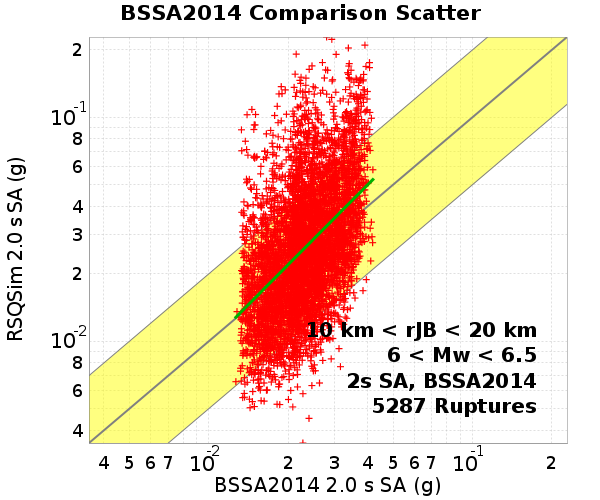 BSSA2014 Comparison Scatter
RSQSim 2.0 s SA (g)
2
10-1
8
6
4
3
2
10-2
8
6
4
10 km < rJB < 20 km
6 < Mw < 6.5
2s SA, BSSA2014
5287 Ruptures
4 5 6 7 10-2 2 3 4 5 6 7 10-1 2
BSSA2014 2.0 s SA (g)